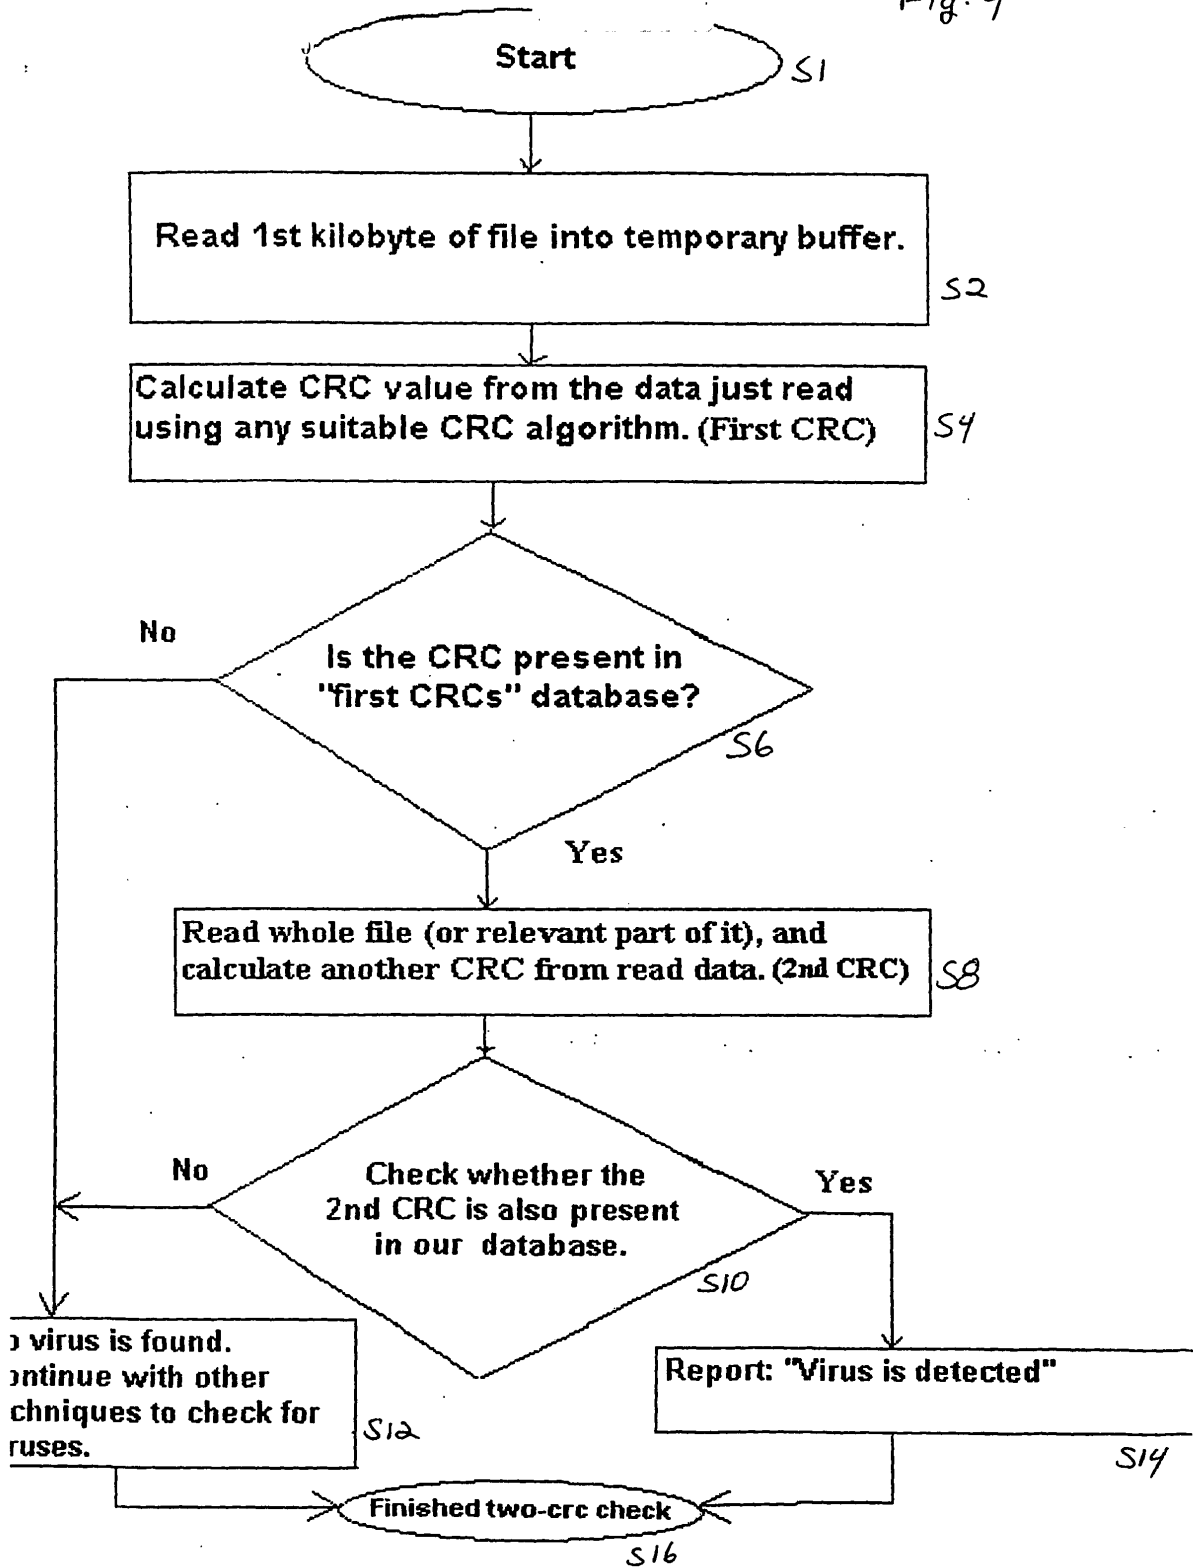 Fig. 4
Start
S1
Read 1st kilobyte of file into temporary buffer.
S2
Calculate CRC value from the data just read
using any suitable CRC algorithm. (First CRC)
S4
No
Is the CRC present in
"first CRCs" database?
S6
Yes
Read whole file (or relevant part of it), and
calculate another CRC from read data. (2nd CRC)
S8
No
Check whether the
2nd CRC is also present
in our database.
Yes
S10
o virus is found.
ontinue with other
chniques to check for
ruses.
S12
Report: "Virus is detected"
S14
Finished two-crc check
S16